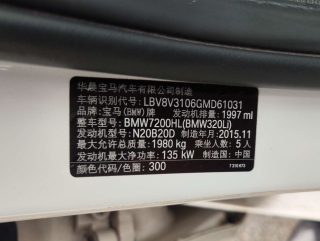 华晨宝马汽车有限公司制造
车辆识别代号: LBV8V3106GMD61031
品牌: 宝马(BMW) 发动机排量: 1997 ml
整车型号: BMW7200HL(BMW320Li)
发动机型号: N20B20D 制造年月: 2015.11
最大允许总质量: 1980 kg 乘坐人数: 5 人
发动机最大净功率: 135 kW 制造国: 中国
颜色代码/色圈: 300